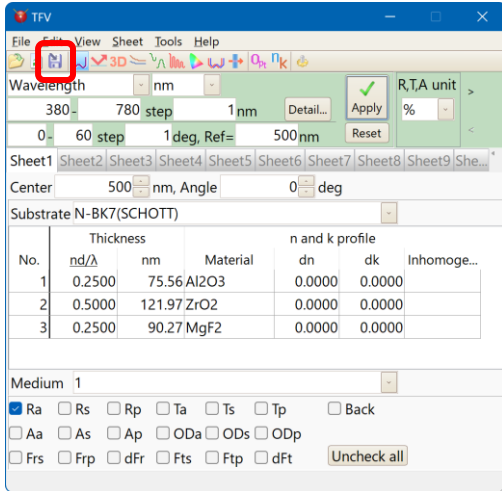 TFV
File Edit View Sheet Tools Help
3D OPt nk
Wavelength nm R,T,A unit >
380 - 780 step 1 nm Detail... Apply % 
0 - 60 step 1 deg, Ref= 500 nm Reset <
Sheet1 Sheet2 Sheet3 Sheet4 Sheet5 Sheet6 Sheet7 Sheet8 Sheet9 She...
Center 500 nm, Angle 0 deg
Substrate N-BK7(SCHOTT)
Thickness n and k profile
No. nd/λ nm Material dn dk Inhomoge...
1 0.2500 75.56 Al2O3 0.0000 0.0000
2 0.5000 121.97 ZrO2 0.0000 0.0000
3 0.2500 90.27 MgF2 0.0000 0.0000
Medium 1
Ra Rs Rp Ta Ts Tp Back
Aa As Ap ODa ODs ODp
Frs Frp dFr Fts Ftp dFt Uncheck all